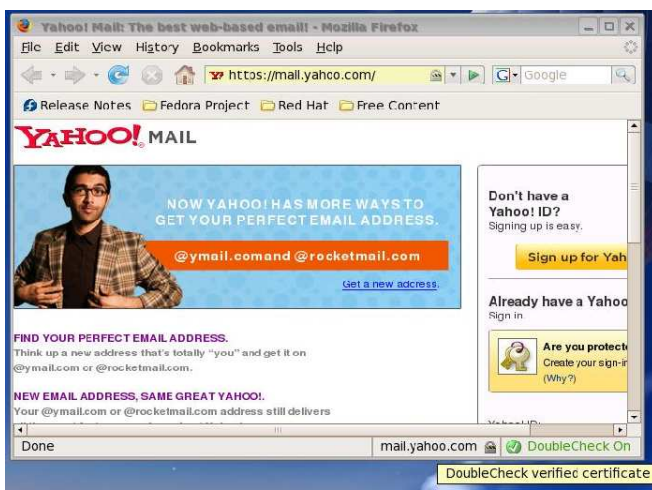 Yahoo! Mail: The best web-based email! - Mozilla Firefox
File Edit View History Bookmarks Tools Help
https://mail.yahoo.com/
G Google
Release Notes Fedora Project Red Hat Free Content
YAHOO! MAIL
NOW YAHOO! HAS MORE WAYS TO
GET YOUR PERFECT EMAIL ADDRESS.
@ymail.comand @rocketmail.com
Get a new adcress.
FIND YOUR PERFECT EMAIL ADDRESS.
Think up a new address that's totally “you” and get it on
@ymail.com or @rocketmail.com.
NEW EMAIL ADDRESS, SAME GREAT YAHOO!.
Your @ymail.com or @rocketmail.com address still delivers
Don't have a
Yahoo! ID?
Signing up is easy.
Sign up for Yah
Already have a Yahoo
Sign in.
Are you protect
Create your sign-ir
(Why?)
Done
mail.yahoo.com
DoubleCheck On
DoubleCheck verified certificate